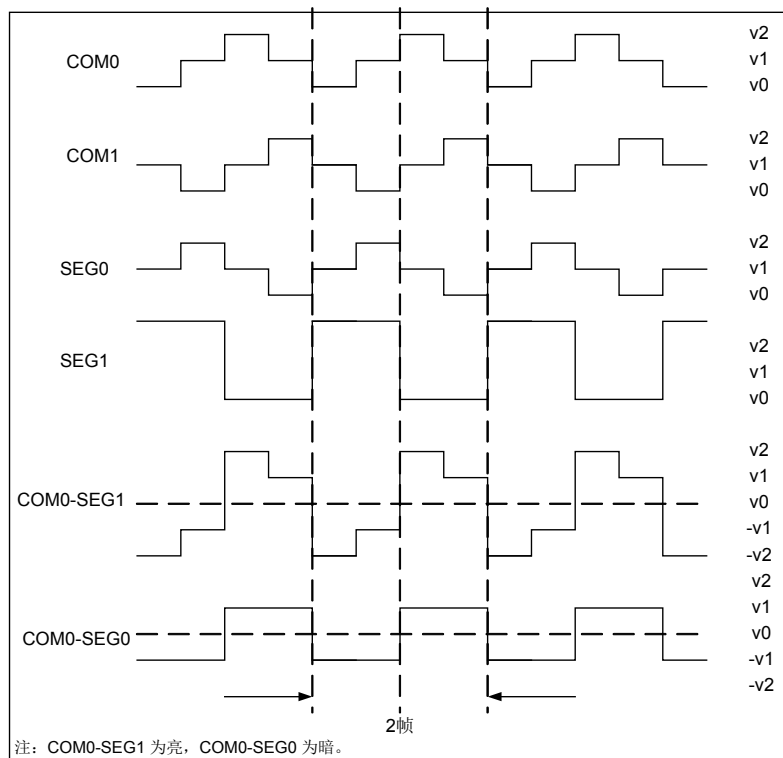 COM0
v2
v1
v0
COM1
v2
v1
v0
SEG0
v2
v1
v0
SEG1
v2
v1
v0
COM0-SEG1
v2
v1
v0
-v1
-v2
COM0-SEG0
v2
v1
v0
-v1
-v2
2帧
注：COM0-SEG1 为亮，COM0-SEG0 为暗。